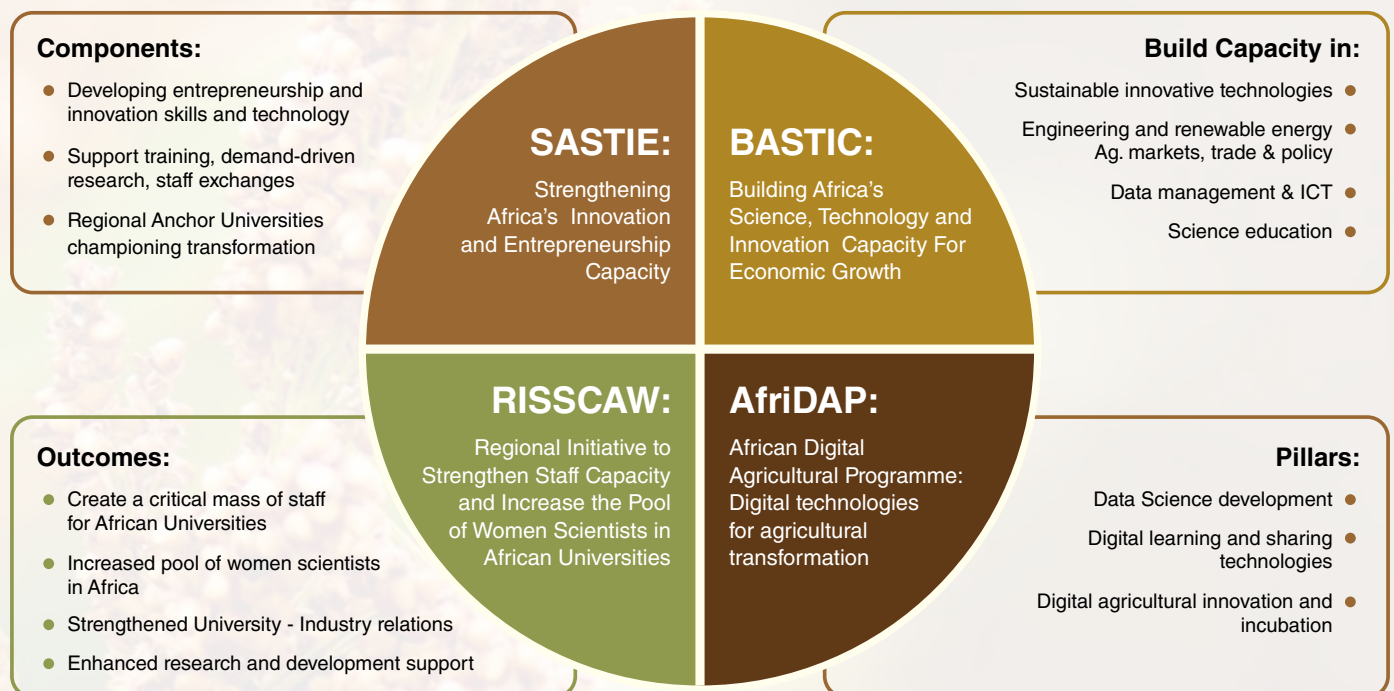 Components:
Developing entrepreneurship and
innovation skills and technology
Support training, demand-driven
research, staff exchanges
Regional Anchor Universities
championing transformation
SASTIE:
Strengthening
Africa's Innovation
and Entrepreneurship
Capacity
BASTIC:
Building Africa's
Science, Technology and
Innovation Capacity For
Economic Growth
Build Capacity in:
Sustainable innovative technologies
Engineering and renewable energy
Ag. markets, trade & policy
Data management & ICT
Science education
Outcomes:
Create a critical mass of staff
for African Universities
Increased pool of women scientists
in Africa
Strengthened University - Industry relations
Enhanced research and development support
RISSCAW:
Regional Initiative to
Strengthen Staff Capacity
and Increase the Pool
of Women Scientists in
African Universities
AfriDAP:
African Digital
Agricultural Programme:
Digital technologies
for agricultural
transformation
Pillars:
Data Science development
Digital learning and sharing
technologies
Digital agricultural innovation and
incubation